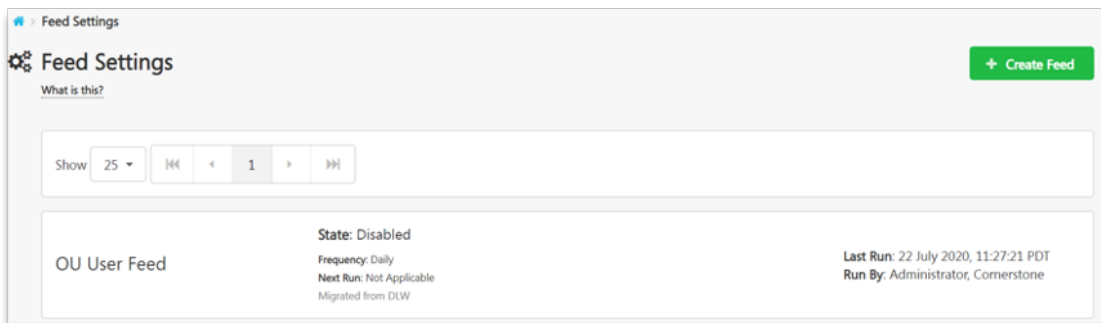 > Feed Settings
Feed Settings
+ Create Feed
What is this?
Show 25 1
State: Disabled
OU User Feed
Frequency: Daily
Next Run: Not Applicable
Migrated from DLW
Last Run: 22 July 2020, 11:27:21 PDT
Run By: Administrator, Cornerstone